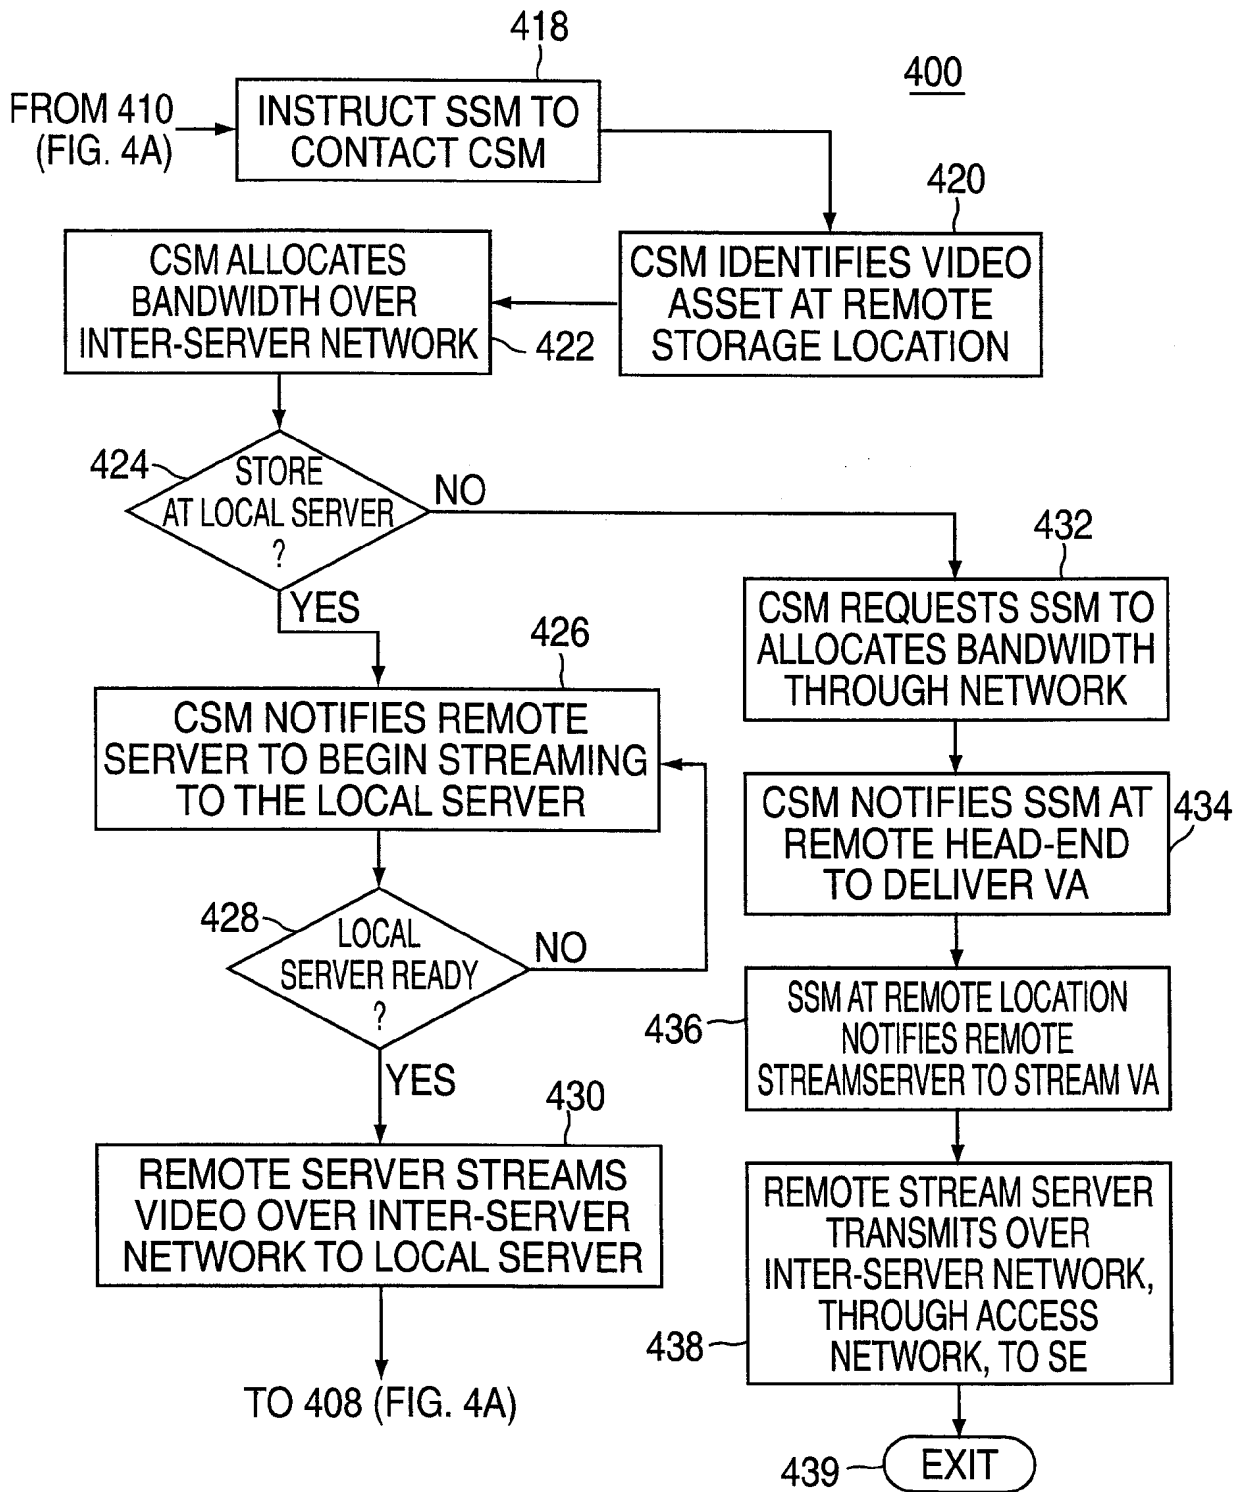 418
400
FROM 410
(FIG. 4A)
INSTRUCT SSM TO
CONTACT CSM
420
CSM IDENTIFIES VIDEO
ASSET AT REMOTE
STORAGE LOCATION
CSM ALLOCATES
BANDWIDTH OVER
INTER-SERVER NETWORK
422
424
STORE
AT LOCAL SERVER
?
NO
YES
432
CSM REQUESTS SSM TO
ALLOCATES BANDWIDTH
THROUGH NETWORK
426
CSM NOTIFIES REMOTE
SERVER TO BEGIN STREAMING
TO THE LOCAL SERVER
CSM NOTIFIES SSM AT
REMOTE HEAD-END
TO DELIVER VA
434
428
LOCAL
SERVER READY
?
NO
YES
SSM AT REMOTE LOCATION
NOTIFIES REMOTE
STREAMSERVER TO STREAM VA
436
430
REMOTE SERVER STREAMS
VIDEO OVER INTER-SERVER
NETWORK TO LOCAL SERVER
REMOTE STREAM SERVER
TRANSMITS OVER
INTER-SERVER NETWORK,
THROUGH ACCESS
NETWORK, TO SE
438
TO 408 (FIG. 4A)
439
EXIT